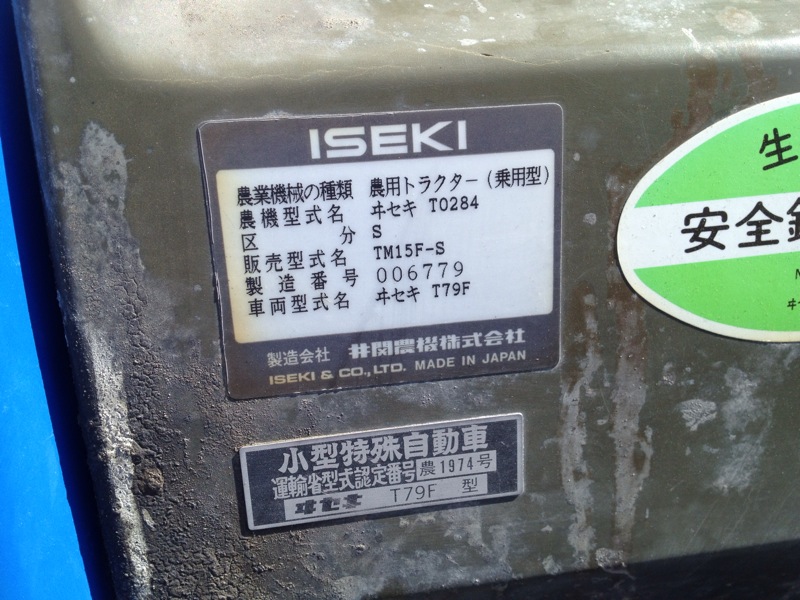 ISEKI
農業機械の種類 農用トラクター(乗用型)
農機型式名 ヰセキ T0284
区分 S
販売型式名 TM15F-S
製造番号 006779
車両型式名 ヰセキ T79F
製造会社 井関農機株式会社
ISEKI & CO., LTD. MADE IN JAPAN
小型特殊自動車
運輸省型式認定番号 農1974号
ヰセキ T79F 型
生
安全